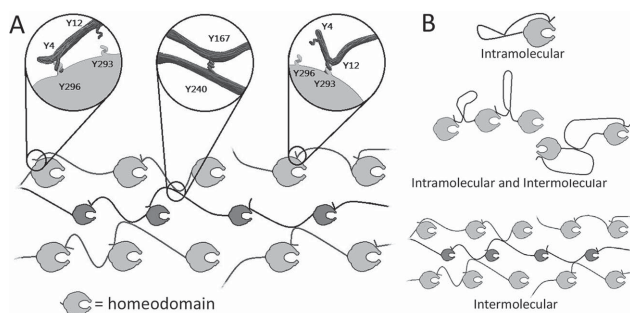 A
Y12
Y4
Y293
Y296
Y167
Y240
Y4
Y12
Y296
Y293
= homeodomain
B
Intramolecular
Intramolecular and Intermolecular
Intermolecular